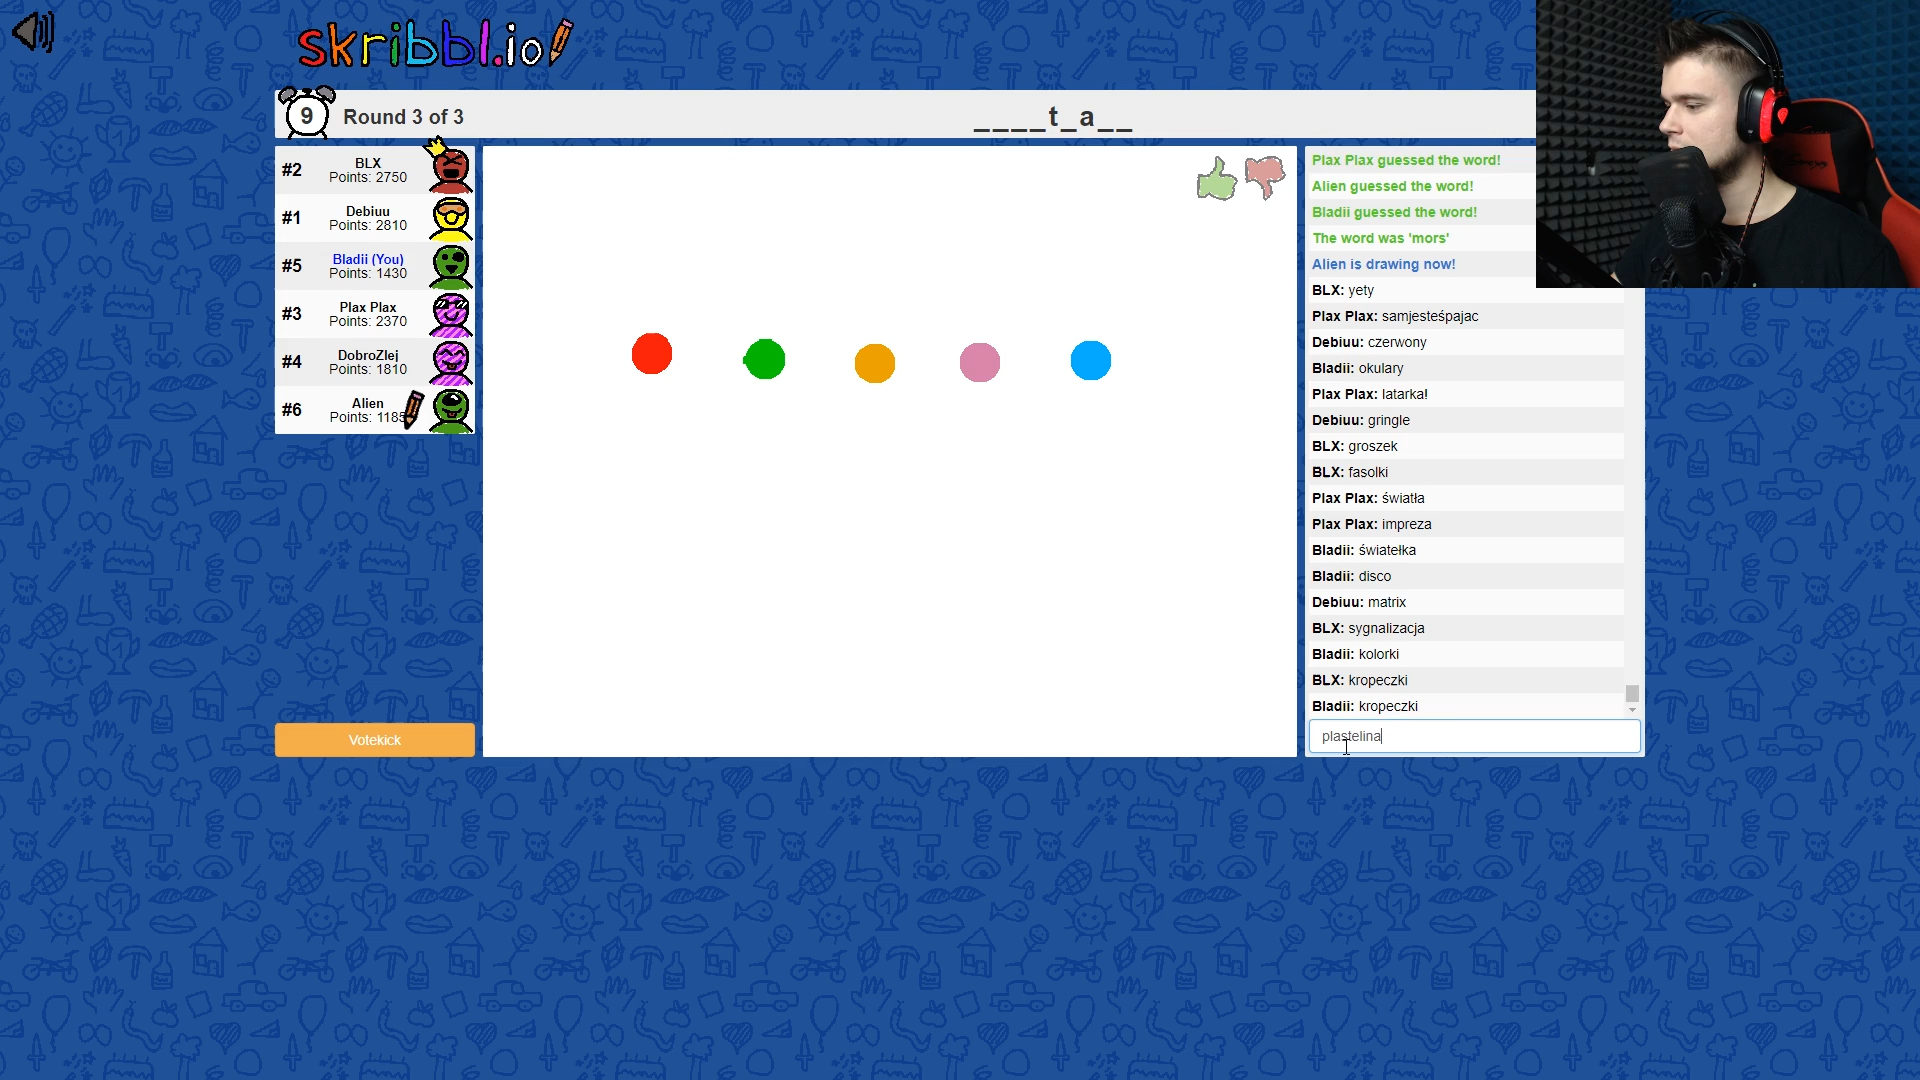 skribbl.io
9
Round 3 of 3
____t_a__
#2
BLX
Points: 2750
#1
Debiuu
Points: 2810
#5
Bladii (You)
Points: 1430
#3
Plax Plax
Points: 2370
#4
DobroZlej
Points: 1810
#6
Alien
Points: 1185
Votekick
Plax Plax guessed the word!
Alien guessed the word!
Bladii guessed the word!
The word was 'mors'
Alien is drawing now!
BLX: yety
Plax Plax: samjesteśpajac
Debiuu: czerwony
Bladii: okulary
Plax Plax: latarka!
Debiuu: gringle
BLX: groszek
BLX: fasolki
Plax Plax: światła
Plax Plax: impreza
Bladii: światełka
Bladii: disco
Debiuu: matrix
BLX: sygnalizacja
Bladii: kolorki
BLX: kropeczki
Bladii: kropeczki
plastelina